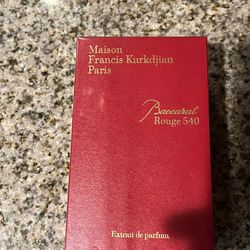 Maison
Francis Kurkdjian
Paris
Baccarat
Rouge 540
Extrait de parfum